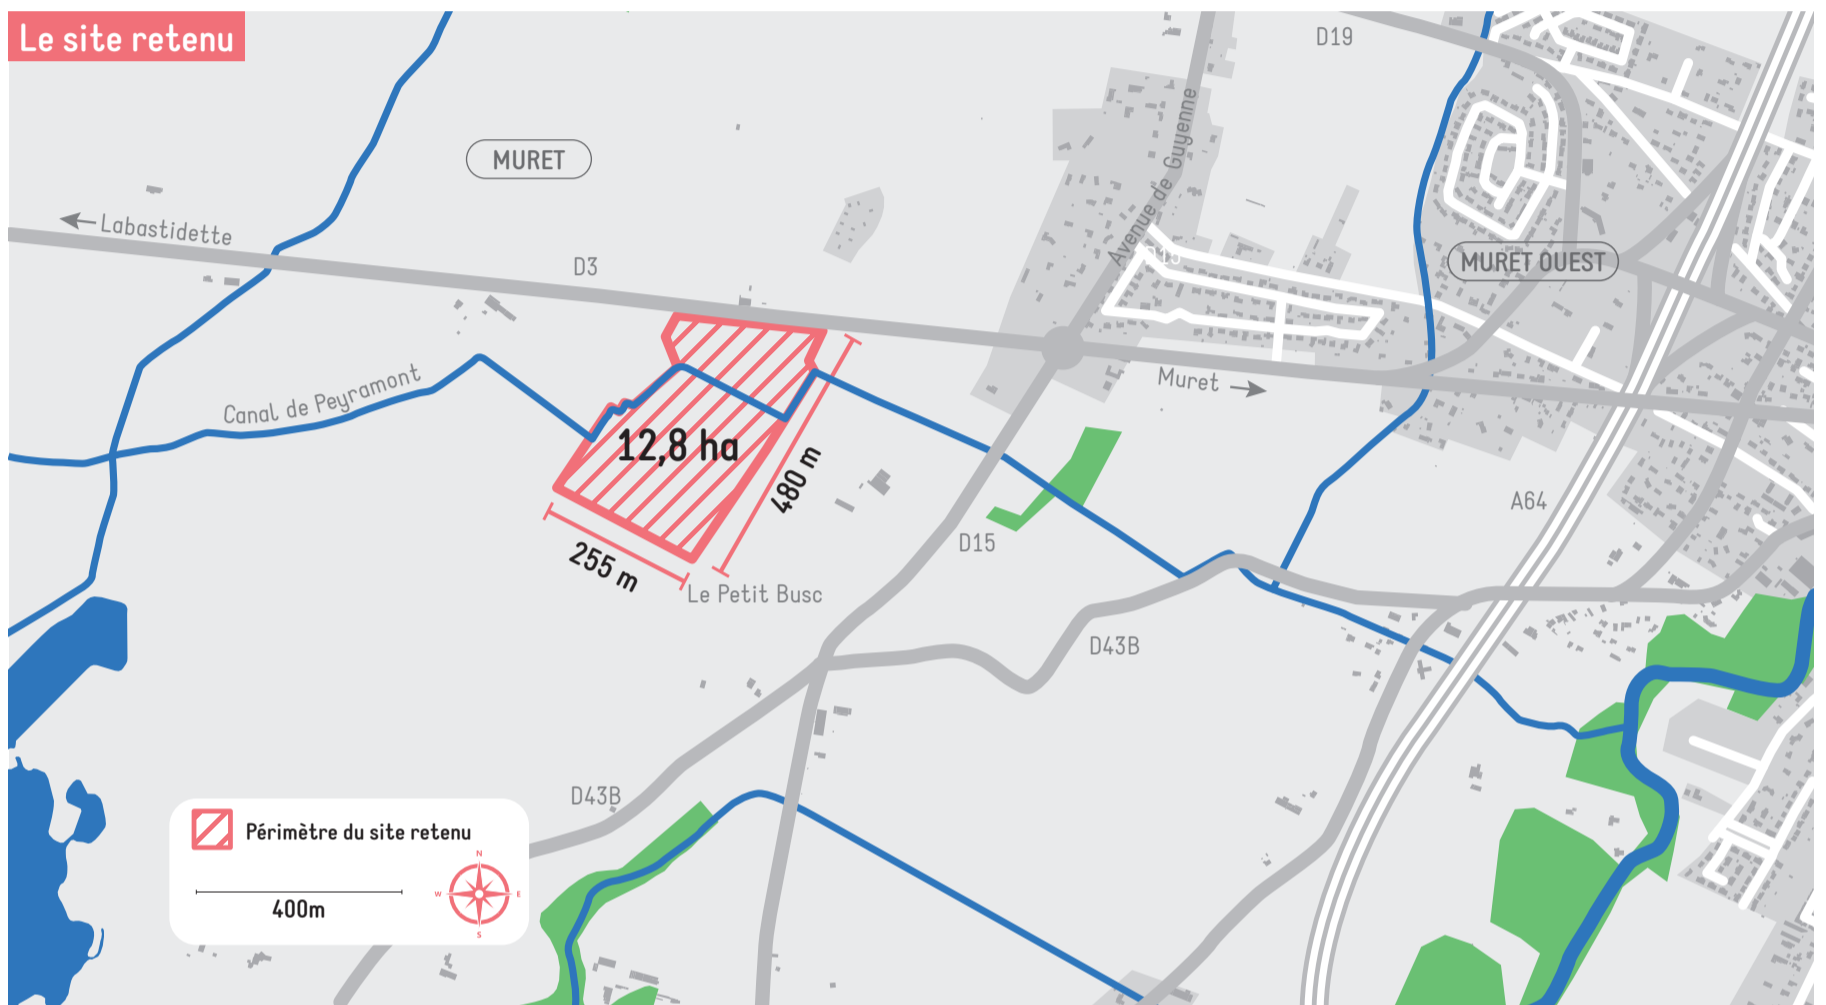 Le site retenu
D19
MURET
Avenue de Guyenne
Labastidette
D15
MURET OUEST
D3
Canal de Peyramont
Muret
12,8 ha
480 m
A64
D15
255 m
Le Petit Busc
D43B
D43B
Périmètre du site retenu
400m
N
W
E
S